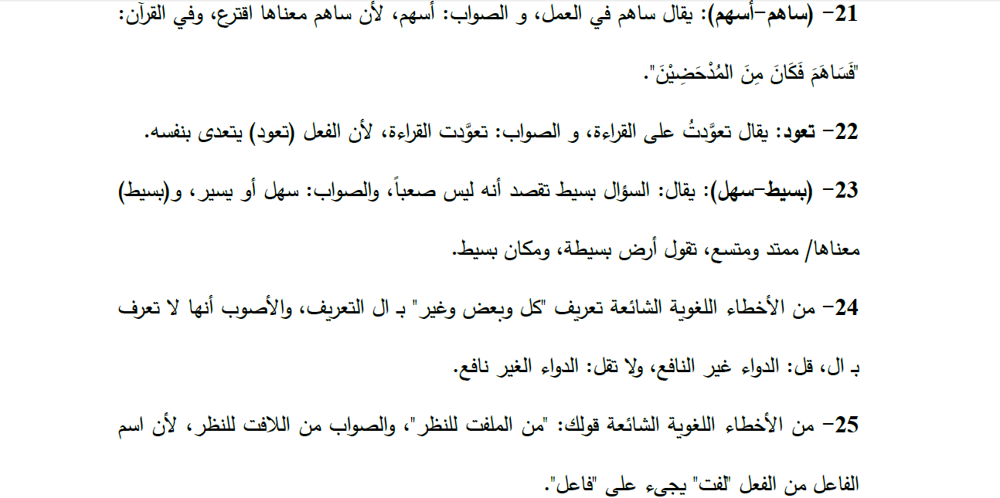 21- (ساهم-أسهم): يقال ساهم في العمل، و الصواب: أسهم، لأن ساهم معناها اقترع، وفي القرآن:
"فَسَاهَمَ فَكَانَ مِنَ المُدْحَضِيْنَ".
22- تعود: يقال تعوَّدتُ على القراءة، و الصواب: تعوَّدت القراءة، لأن الفعل (تعود) يتعدى بنفسه.
23- (بسيط-سهل): يقال: السؤال بسيط تقصد أنه ليس صعباً، والصواب: سهل أو يسير، و(بسيط)
معناها/ ممتد ومتسع، تقول أرض بسيطة، ومكان بسيط.
24- من الأخطاء اللغوية الشائعة تعريف "كل وبعض وغير" بـ ال التعريف، والأصوب أنها لا تعرف
بـ ال، قل: الدواء غير النافع، ولا تقل: الدواء الغير نافع.
25- من الأخطاء اللغوية الشائعة قولك: "من الملفت للنظر"، والصواب من اللافت للنظر، لأن اسم
الفاعل من الفعل "لفت" يجىء على "فاعل".